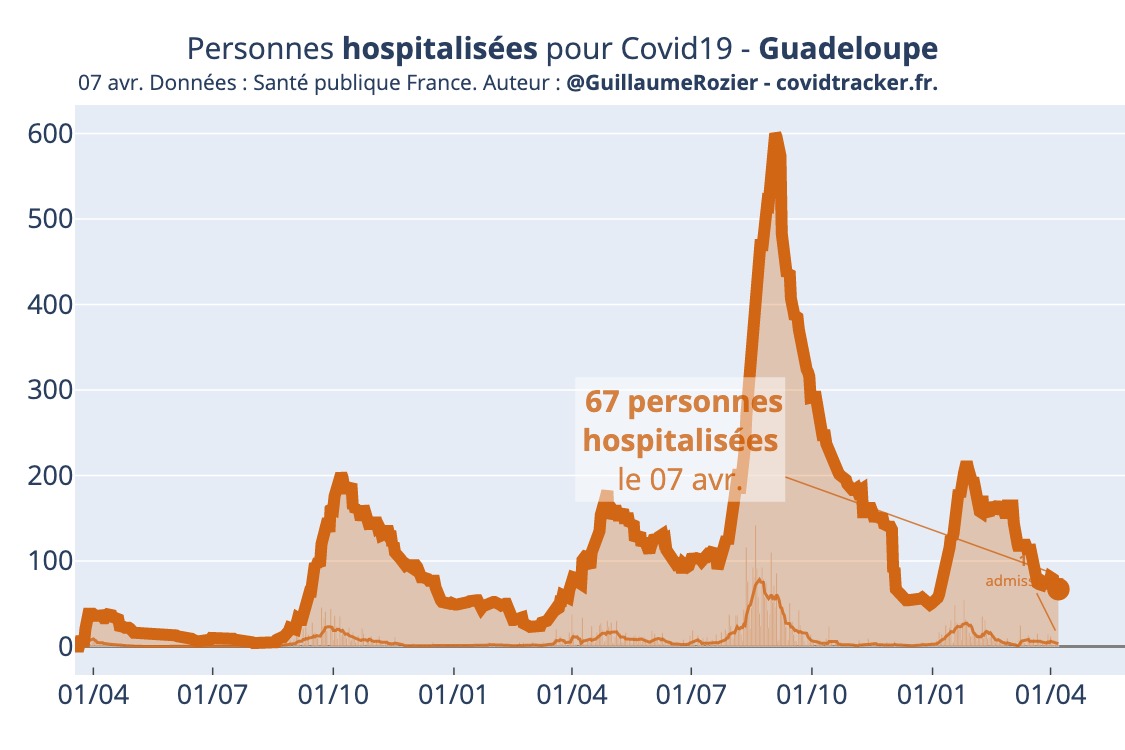 Personnes hospitalisées pour Covid19 - Guadeloupe
07 avr. Données : Santé publique France. Auteur : @GuillaumeRozier - covidtracker.fr.
600
500
400
300
200
100
0
67 personnes
hospitalisées
le 07 avr.
01/04 01/07 01/10 01/01 01/04 01/07 01/10 01/01 01/04